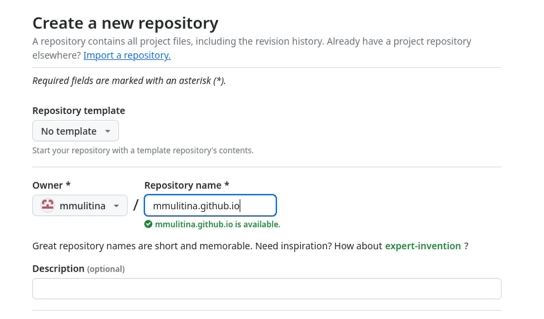 Create a new repository
A repository contains all project files, including the revision history. Already have a project repository
elsewhere? Import a repository.
Required fields are marked with an asterisk (*).
Repository template
No template
Start your repository with a template repository's contents.
Owner * Repository name *
mmulitina / mmulitina.github.io
mmulitina.github.io is available.
Great repository names are short and memorable. Need inspiration? How about expert-invention ?
Description (optional)